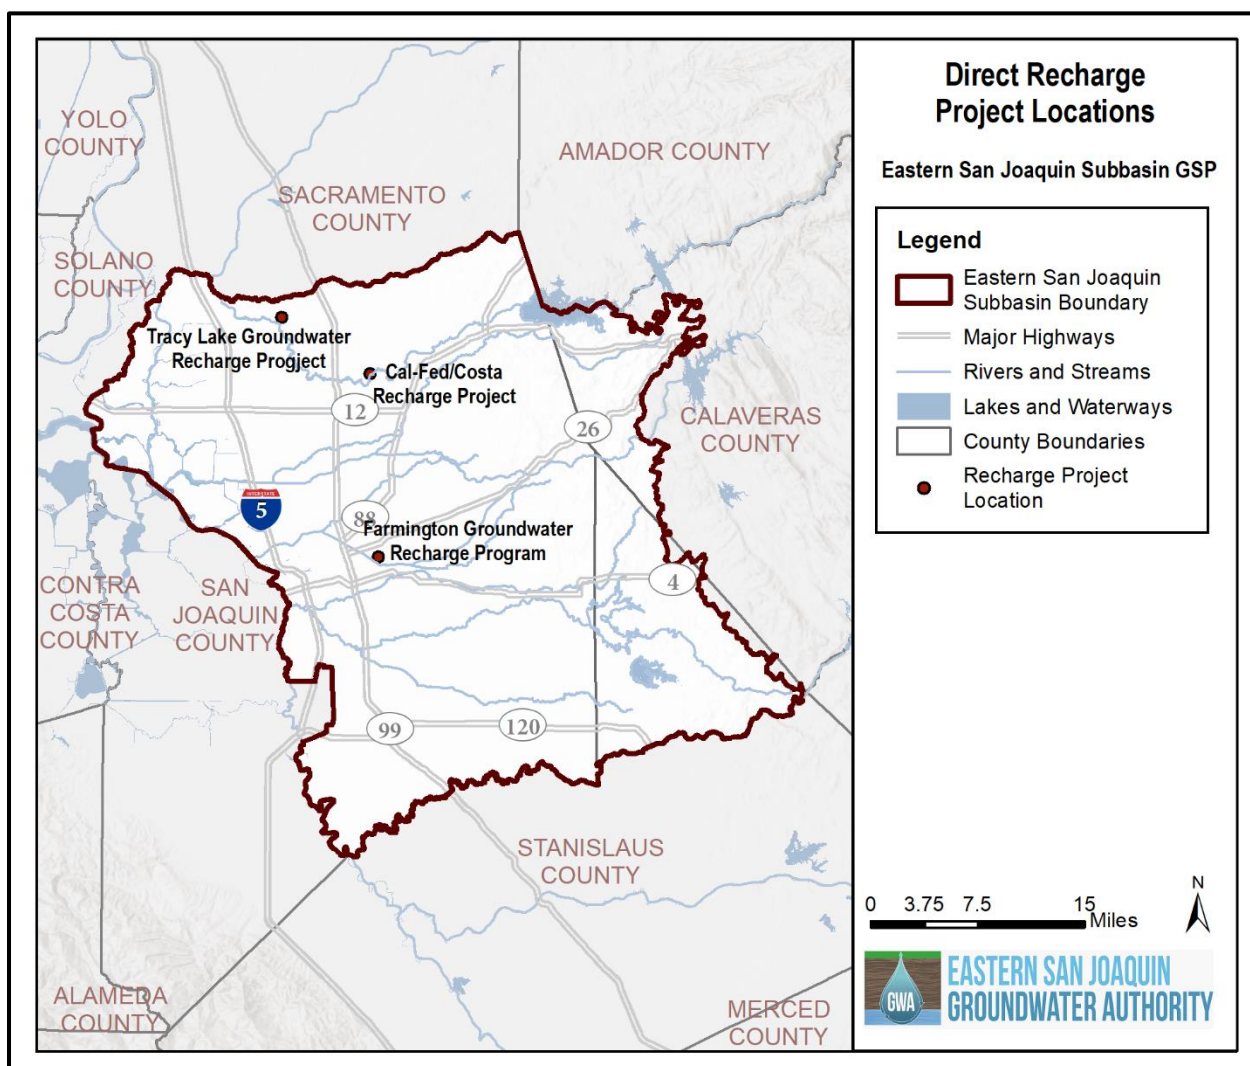 Direct Recharge
Project Locations
Eastern San Joaquin Subbasin GSP
Legend
Eastern San Joaquin
Subbasin Boundary
Major Highways
Rivers and Streams
Lakes and Waterways
County Boundaries
Recharge Project
Location
YOLO
COUNTY
AMADOR COUNTY
SACRAMENTO
COUNTY
SOLANO
COUNTY
Tracy Lake Groundwater
Recharge Progject
Cal-Fed/Costa
Recharge Project
12
26
CALAVERAS
COUNTY
INTERSTATE
5
88
Farmington Groundwater
Recharge Program
4
CONTRA
COSTA
COUNTY
SAN
JOAQUIN
COUNTY
99
120
STANISLAUS
COUNTY
ALAMEDA
COUNTY
MERCED
COUNTY
N
0 3.75 7.5 15
Miles
GWA
EASTERN SAN JOAQUIN
GROUNDWATER AUTHORITY